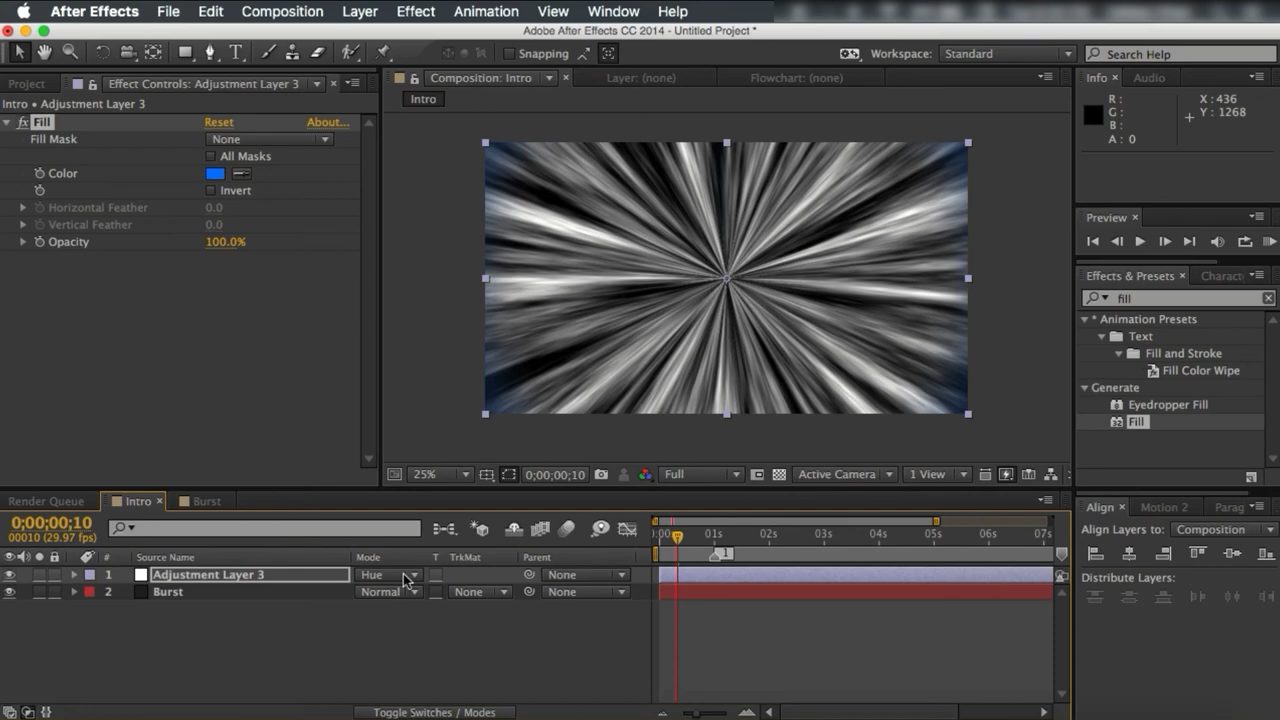 After Effects File Edit Composition Layer Effect Animation View Window Help
Adobe After Effects CC 2014 - Untitled Project *
Snapping Workspace: Standard Search Help
Project Effect Controls: Adjustment Layer 3 Composition: Intro Layer: (none) Flowchart: (none) Info Audio
Intro • Adjustment Layer 3 Intro
R: X: 436
G: Y: 1268
B:
A: 0
fx Fill Reset About...
Fill Mask None
All Masks
Color
Invert
Horizontal Feather 0.0
Vertical Feather 0.0
Opacity 100.0%
Preview
Effects & Presets Charact
fill
* Animation Presets
Text
Fill and Stroke
Fill Color Wipe
Generate
Eyedropper Fill
Fill
25% 0;00;00;10 Full Active Camera 1 View
Render Queue Intro Burst
0;00;00;10
00010 (29.97 fps)
:00 01s 02s 03s 04s 05s 06s 07s
# Source Name Mode T TrkMat Parent
1
1 Adjustment Layer 3 Hue None
2 Burst Normal None None
Toggle Switches / Modes
Align Motion 2 Parag
Align Layers to: Composition
Distribute Layers: